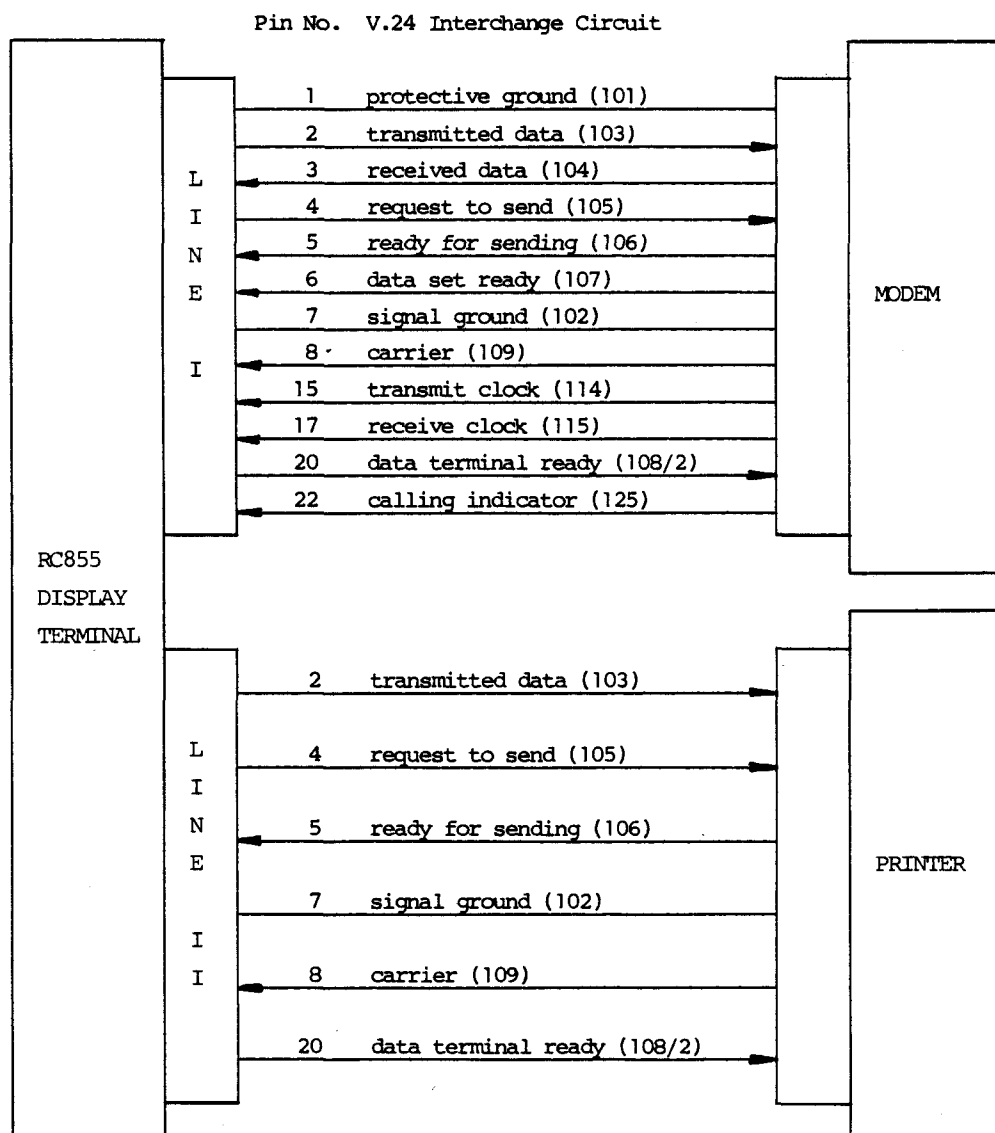 Pin No. V.24 Interchange Circuit
1 protective ground (101)
2 transmitted data (103)
3 received data (104)
4 request to send (105)
5 ready for sending (106)
6 data set ready (107)
7 signal ground (102)
8 carrier (109)
15 transmit clock (114)
17 receive clock (115)
20 data terminal ready (108/2)
22 calling indicator (125)
LINE I
MODEM
RC855
DISPLAY
TERMINAL
2 transmitted data (103)
4 request to send (105)
5 ready for sending (106)
7 signal ground (102)
8 carrier (109)
20 data terminal ready (108/2)
LINE II
PRINTER